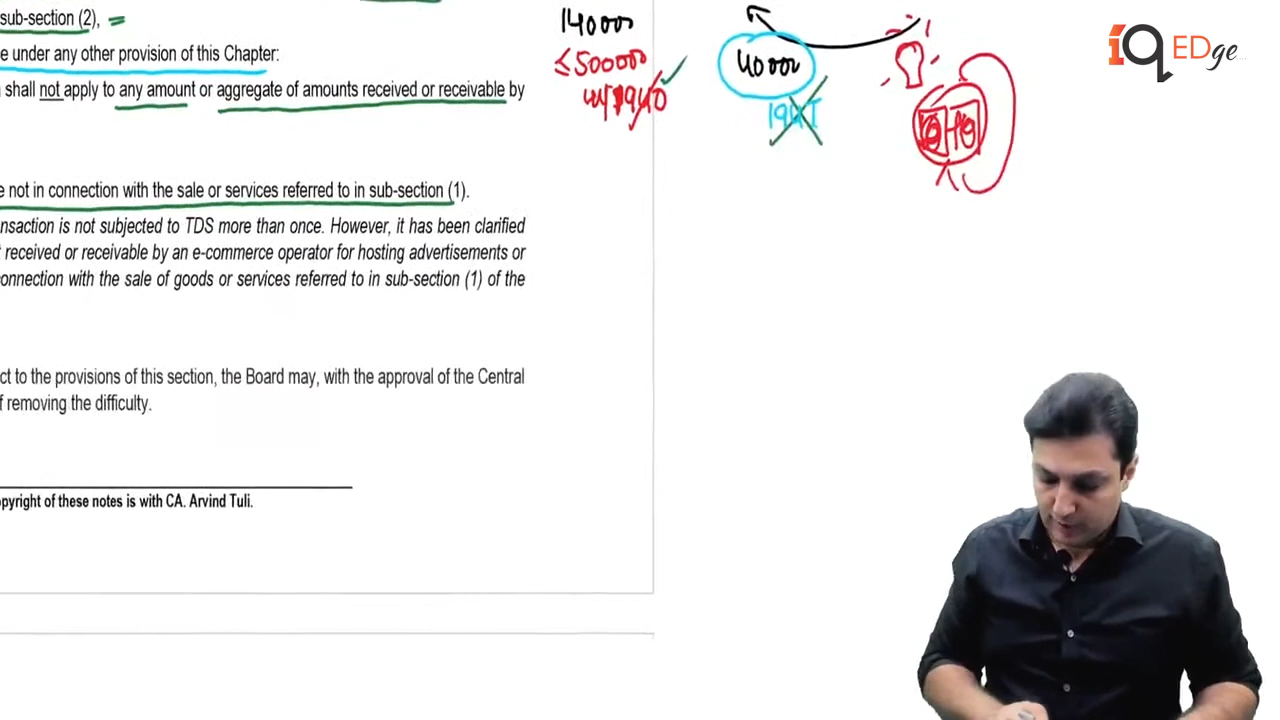 sub-section (2),
e under any other provision of this Chapter:
shall not apply to any amount or aggregate of amounts received or receivable by
e not in connection with the sale or services referred to in sub-section (1).
nsaction is not subjected to TDS more than once. However, it has been clarified
t received or receivable by an e-commerce operator for hosting advertisements or
onnection with the sale of goods or services referred to in sub-section (1) of the
ct to the provisions of this section, the Board may, with the approval of the Central
f removing the difficulty.
opyright of these notes is with CA. Arvind Tuli.
140000
≤500000
40000
iQ EDge